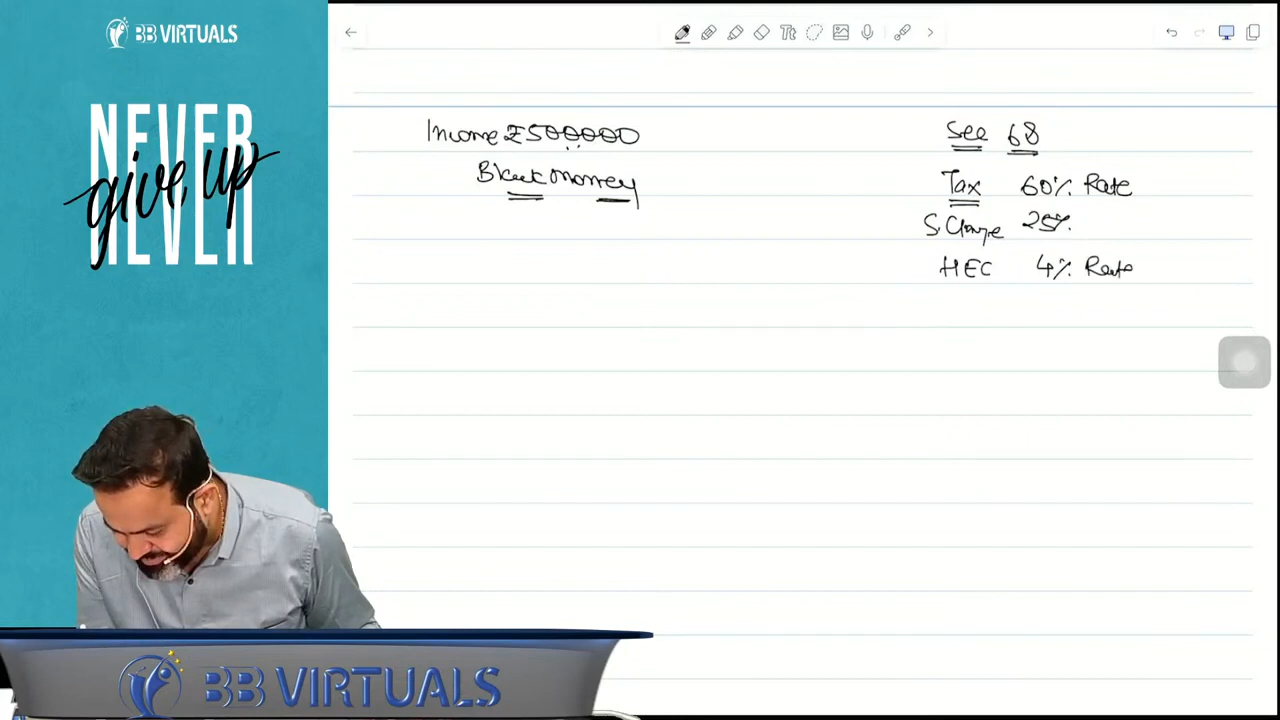 BB VIRTUALS
NEVER
give up
NEVER
Income ₹5000000
Black money
Sec 68
Tax 60% Rate
S. Charge 25%
HEC 4% Rate
Tt
BB VIRTUALS